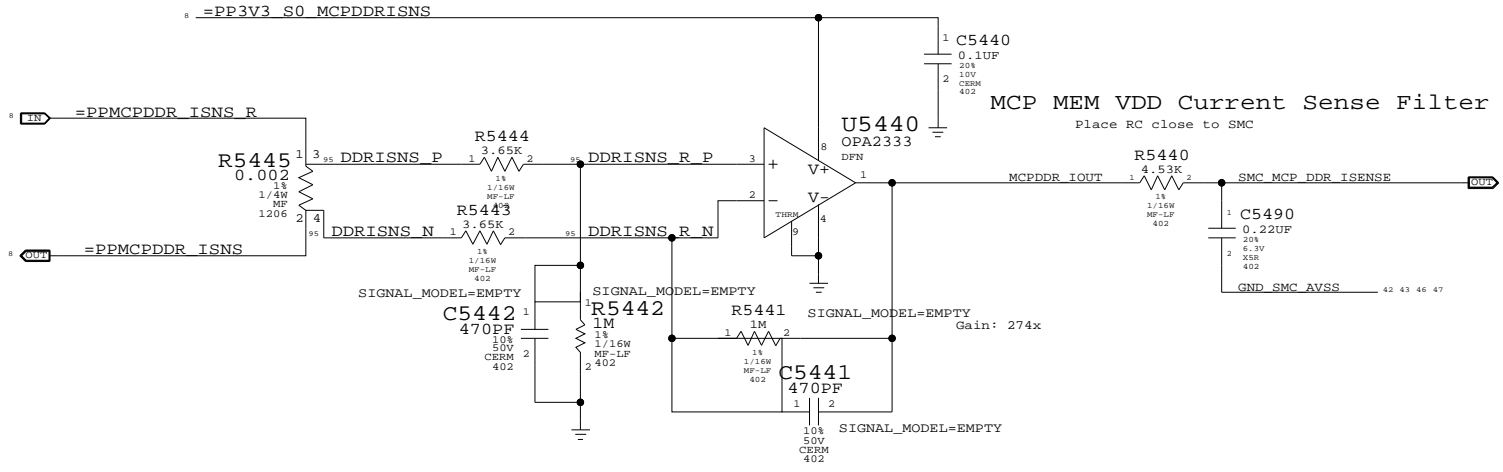 8 =PP3V3_S0_MCPDDRISNS
1 C5440
0.1UF
20%
10V
2 CERM
402
MCP MEM VDD Current Sense Filter
Place RC close to SMC
8 IN =PPMCPDDR_ISNS_R
U5440
OPA2333
DFN
8
V+
3 +
2 -
V-
THRM
9
4
1
R5445
0.002
1%
1/4W
MF
1206
1 3
2 4
95 DDRISNS_P
R5444
3.65K
1 2
1%
1/16W
MF-LF
402
95 DDRISNS_R_P
95 DDRISNS_N
R5443
3.65K
1 2
1%
1/16W
MF-LF
402
95 DDRISNS_R_N
8 OUT =PPMCPDDR_ISNS
MCPDDR_IOUT
R5440
4.53K
1 2
1%
1/16W
MF-LF
402
SMC_MCP_DDR_ISENSE
OUT
1 C5490
0.22UF
20%
6.3V
2 X5R
402
GND_SMC_AVSS 42 43 46 47
SIGNAL_MODEL=EMPTY
C5442
1
470PF
10%
50V
CERM 2
402
SIGNAL_MODEL=EMPTY
1 R5442
1M
1%
1/16W
MF-LF
2 402
R5441
1M
1 2
1%
1/16W
MF-LF
402
SIGNAL_MODEL=EMPTY
Gain: 274x
C5441
470PF
1 2
10%
50V
CERM
402
SIGNAL_MODEL=EMPTY